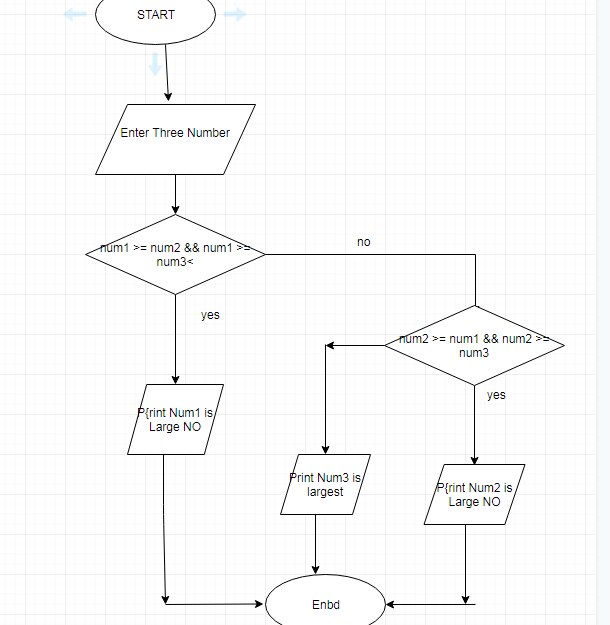 START
Enter Three Number
num1 >= num2 && num1 >=
num3<
no
yes
num2 >= num1 && num2 >=
num3
yes
P{rint Num1 is
Large NO
Print Num3 is
largest
P{rint Num2 is
Large NO
Enbd